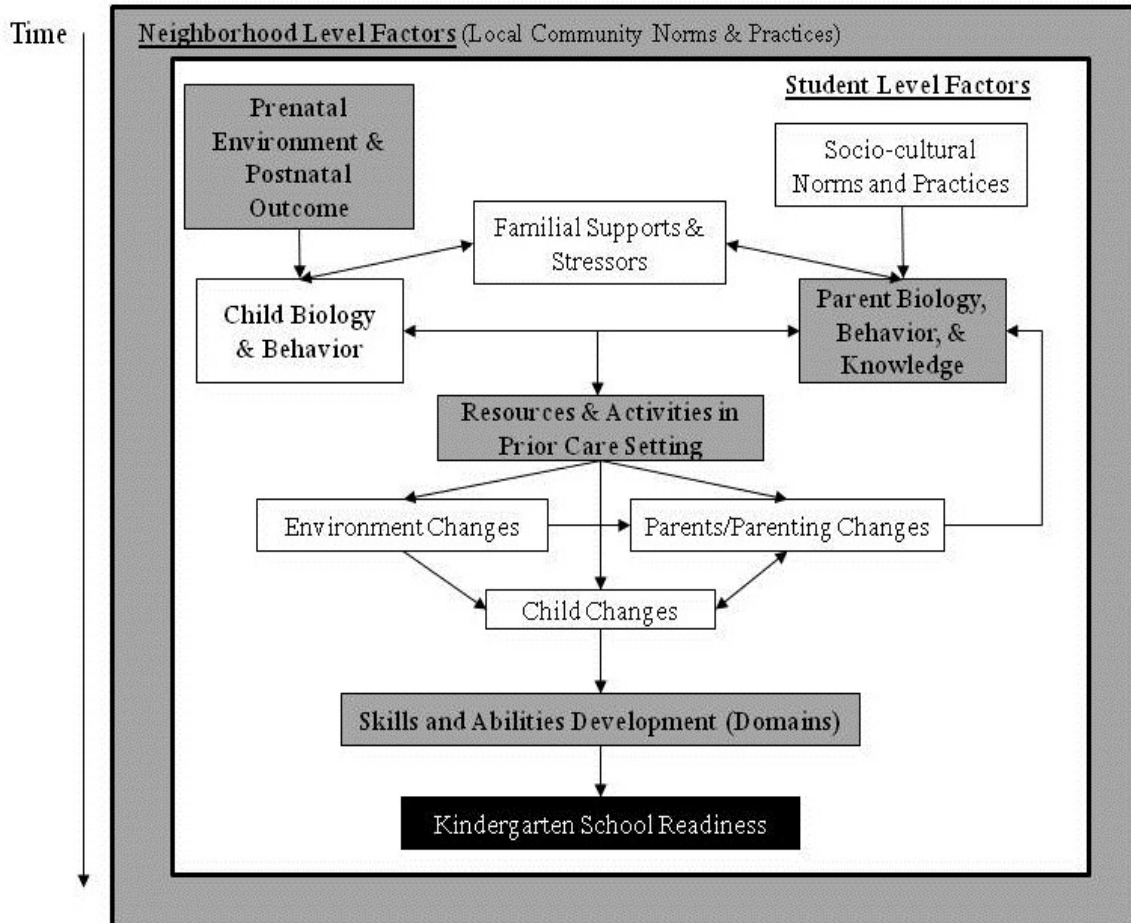 Time
Neighborhood Level Factors (Local Community Norms & Practices)
Student Level Factors
Prenatal
Environment &
Postnatal
Outcome
Socio-cultural
Norms and Practices
Familial Supports &
Stressors
Child Biology
& Behavior
Parent Biology,
Behavior, &
Knowledge
Resources & Activities in
Prior Care Setting
Environment Changes
Parents/Parenting Changes
Child Changes
Skills and Abilities Development (Domains)
Kindergarten School Readiness